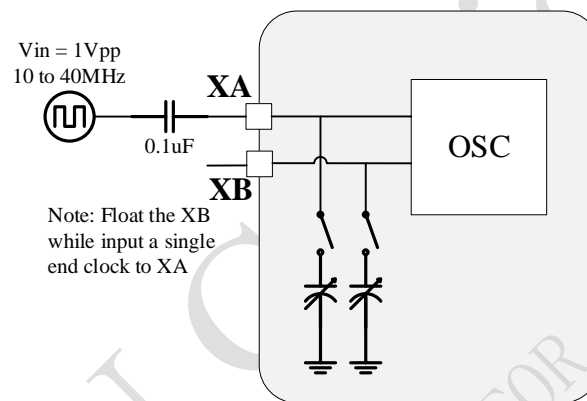 Vin = 1Vpp
10 to 40MHz
XA
0.1uF
OSC
XB
Note: Float the XB
while input a single
end clock to XA